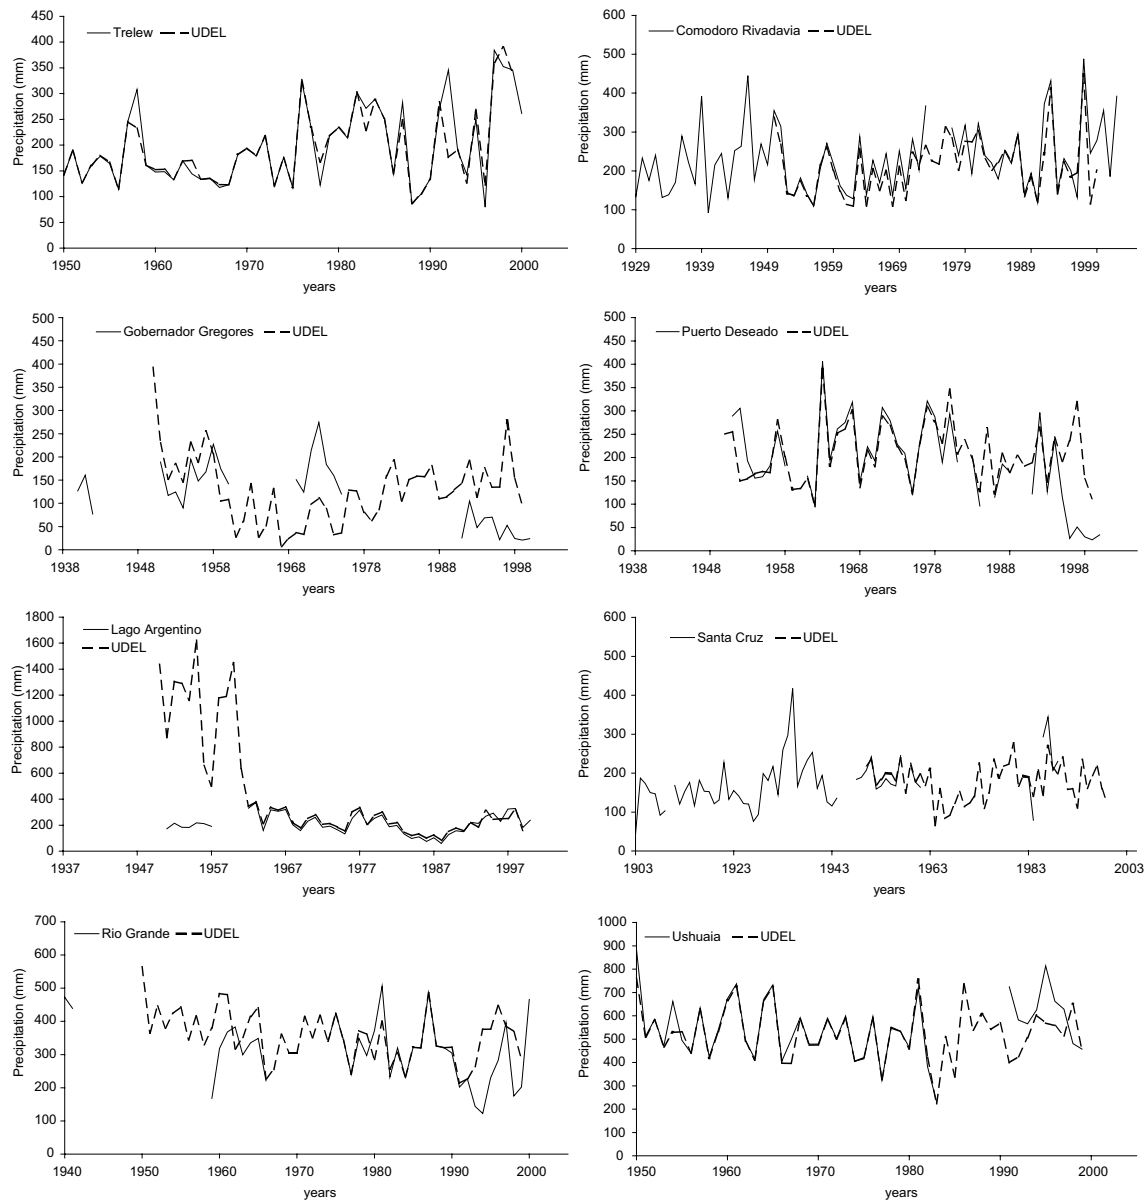 Trelew UDEL
Precipitation (mm)
450
400
350
300
250
200
150
100
50
0
1950 1960 1970 1980 1990 2000
years
Comodoro Rivadavia UDEL
Precipitation (mm)
600
500
400
300
200
100
0
1929 1939 1949 1959 1969 1979 1989 1999
years
Gobernador Gregores UDEL
Precipitation (mm)
500
450
400
350
300
250
200
150
100
50
0
1938 1948 1958 1968 1978 1988 1998
years
Puerto Deseado UDEL
Precipitation (mm)
500
450
400
350
300
250
200
150
100
50
0
1938 1948 1958 1968 1978 1988 1998
years
Lago Argentino
UDEL
Precipitation (mm)
1800
1600
1400
1200
1000
800
600
400
200
0
1937 1947 1957 1967 1977 1987 1997
years
Santa Cruz UDEL
Precipitation (mm)
600
500
400
300
200
100
0
1903 1923 1943 1963 1983 2003
years
Rio Grande UDEL
Precipitation (mm)
700
600
500
400
300
200
100
0
1940 1950 1960 1970 1980 1990 2000
years
Ushuaia UDEL
Precipitation (mm)
1000
900
800
700
600
500
400
300
200
100
0
1950 1960 1970 1980 1990 2000
years